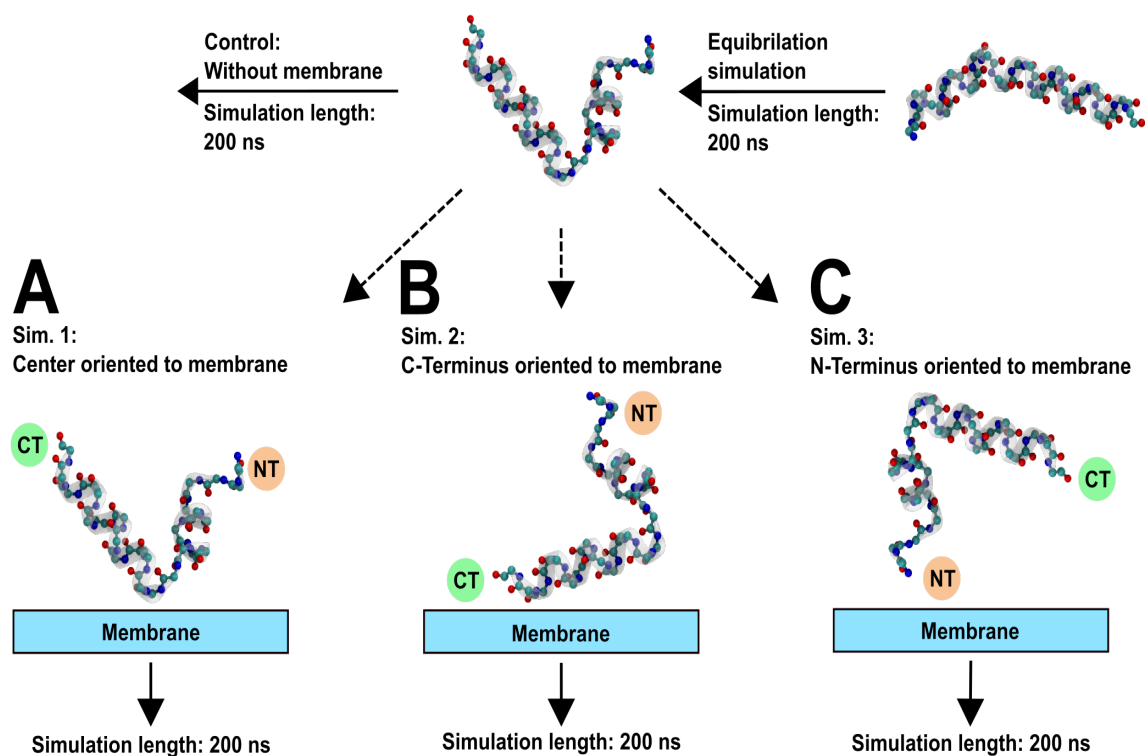 Control:
Without membrane
Simulation length:
200 ns
Equibrilation
simulation
Simulation length:
200 ns
A
Sim. 1:
Center oriented to membrane
CT
NT
Membrane
Simulation length: 200 ns
B
Sim. 2:
C-Terminus oriented to membrane
NT
CT
Membrane
Simulation length: 200 ns
C
Sim. 3:
N-Terminus oriented to membrane
CT
NT
Membrane
Simulation length: 200 ns